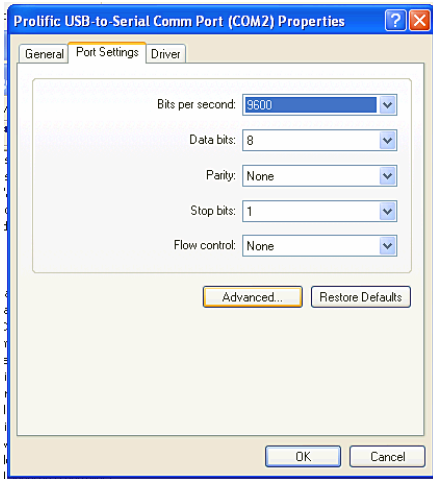 Prolific USB-to-Serial Comm Port (COM2) Properties
General Port Settings Driver
Bits per second: 9600
Data bits: 8
Parity: None
Stop bits: 1
Flow control: None
Advanced... Restore Defaults
OK Cancel